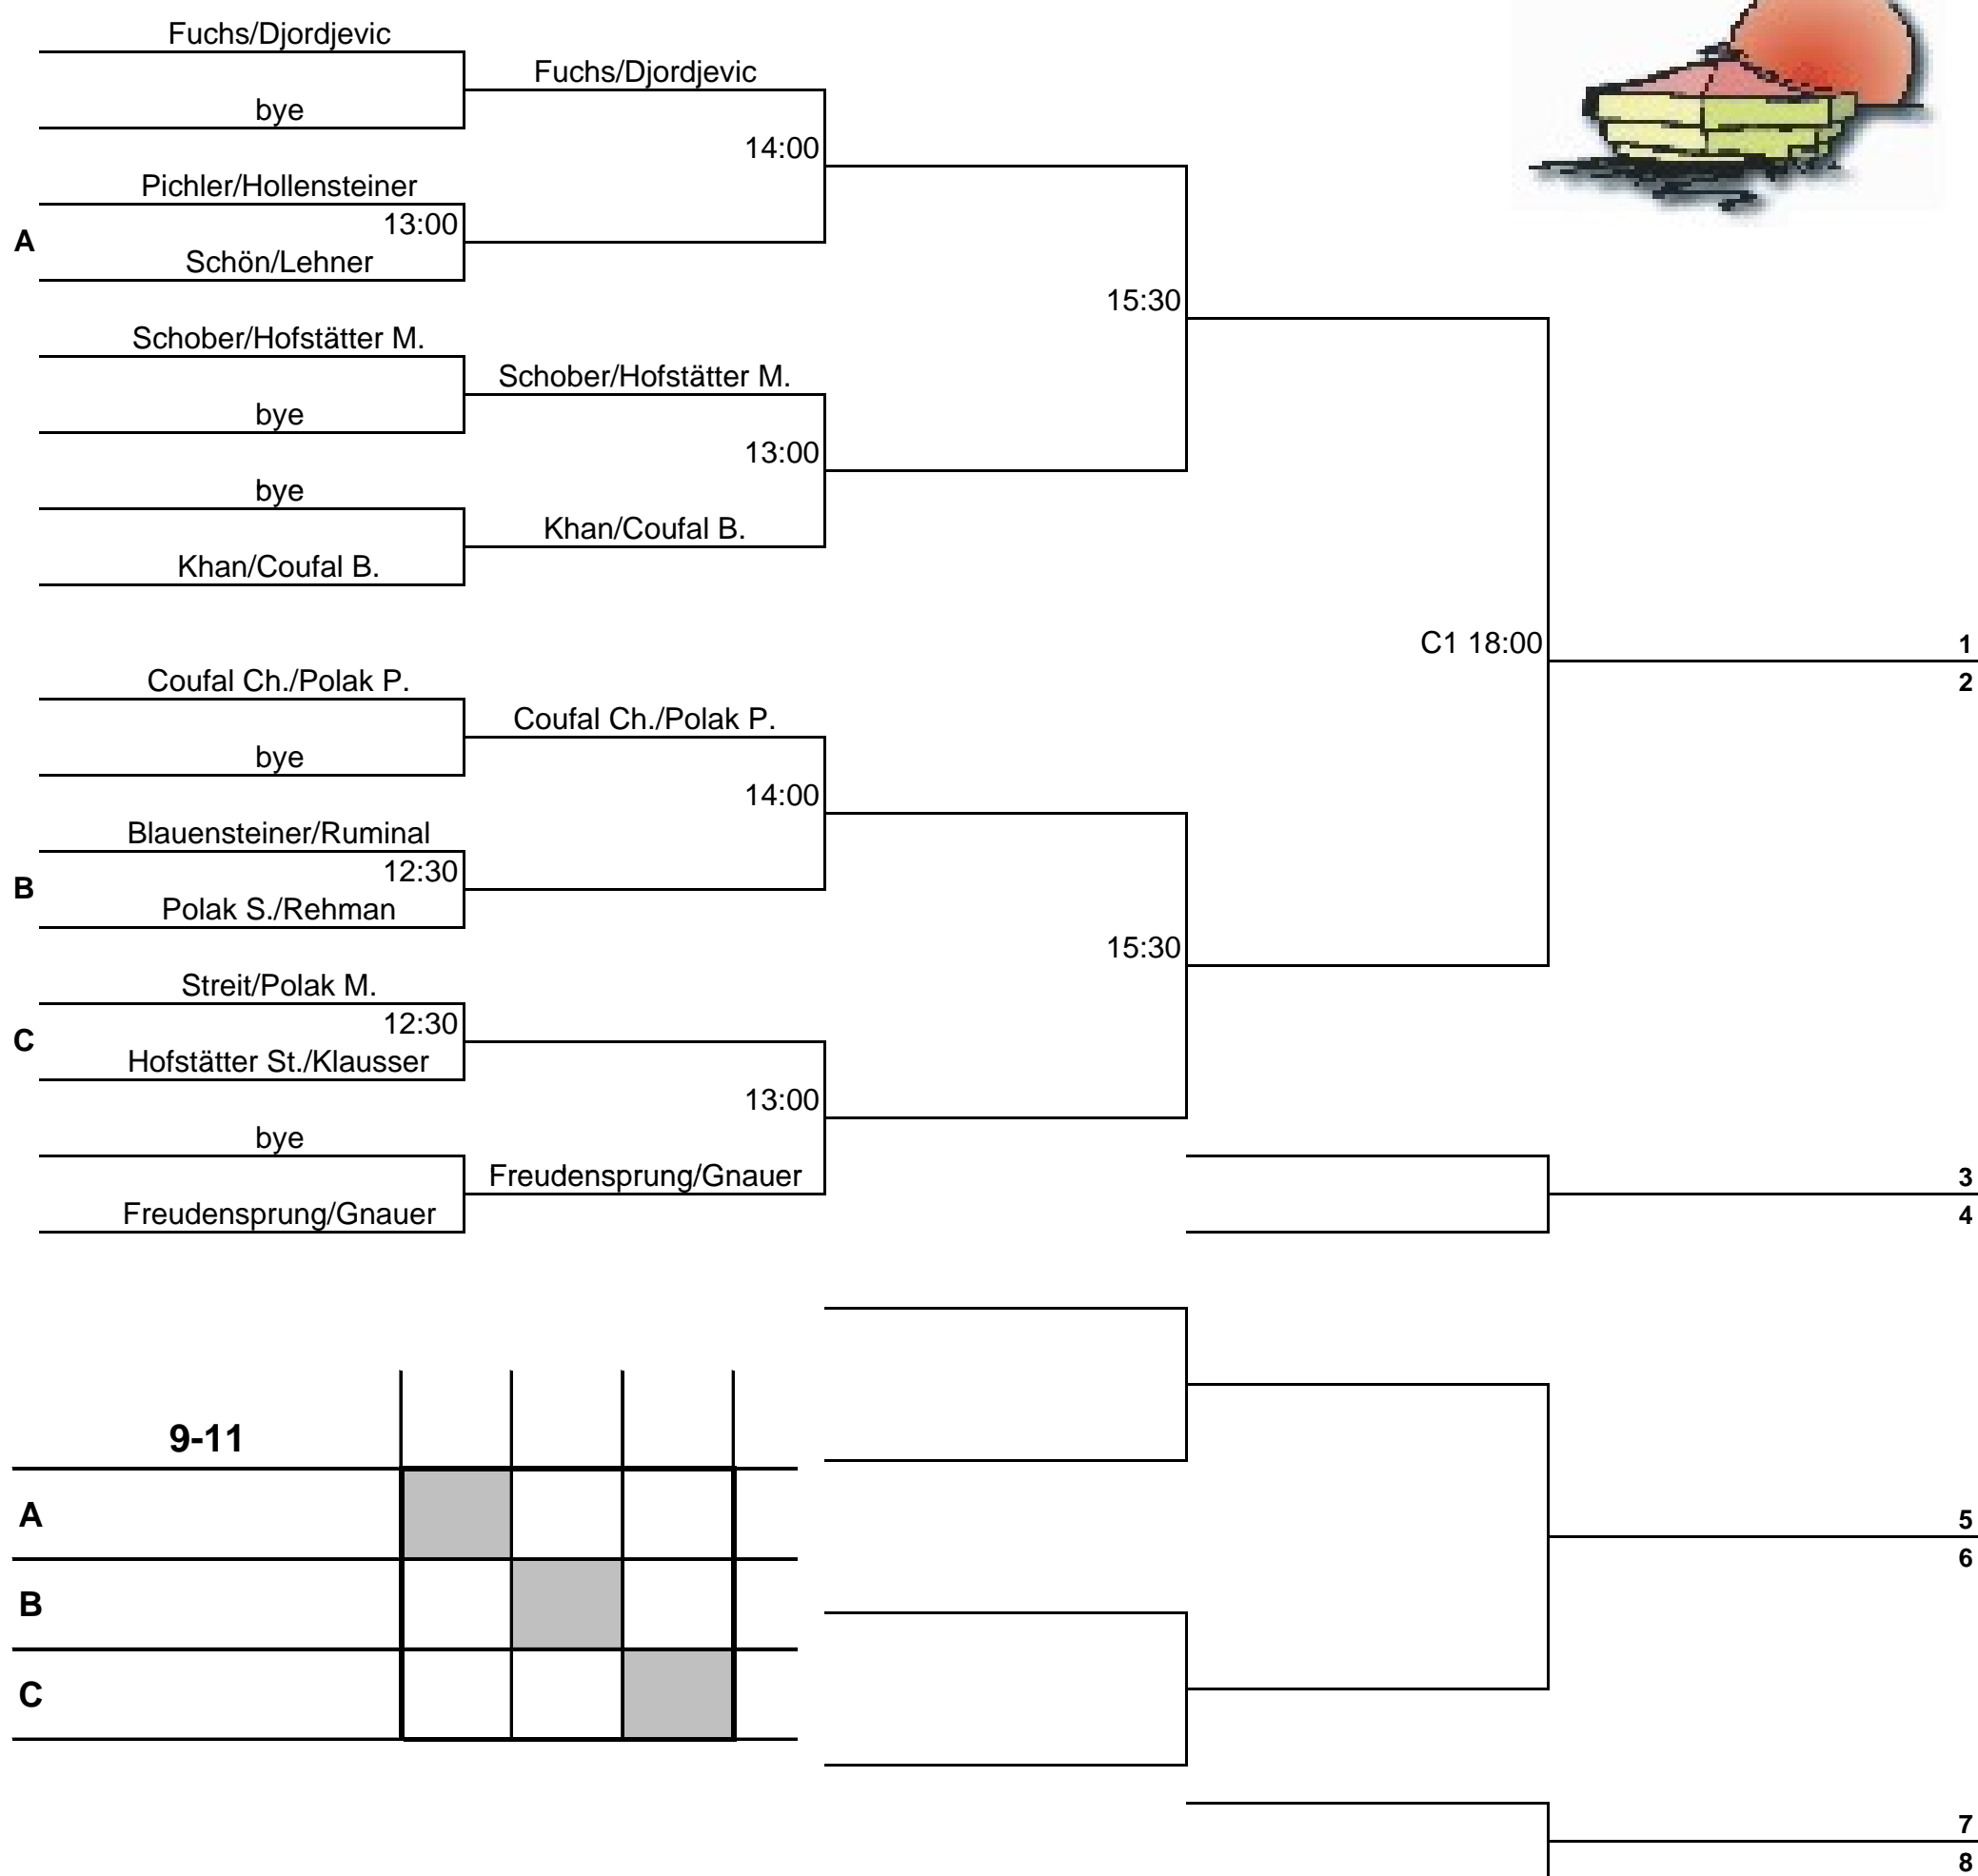 Fuchs/Djordjevic
Fuchs/Djordjevic
bye
14:00
Pichler/Hollensteiner
13:00
A
Schön/Lehner
15:30
Schober/Hofstätter M.
Schober/Hofstätter M.
bye
13:00
bye
Khan/Coufal B.
Khan/Coufal B.
C1 18:00
1
2
Coufal Ch./Polak P.
Coufal Ch./Polak P.
bye
14:00
Blauensteiner/Ruminal
12:30
B
Polak S./Rehman
15:30
Streit/Polak M.
12:30
C
Hofstätter St./Klausser
13:00
bye
Freudensprung/Gnauer
Freudensprung/Gnauer
3
4
9-11
A
B
C
5
6
7
8